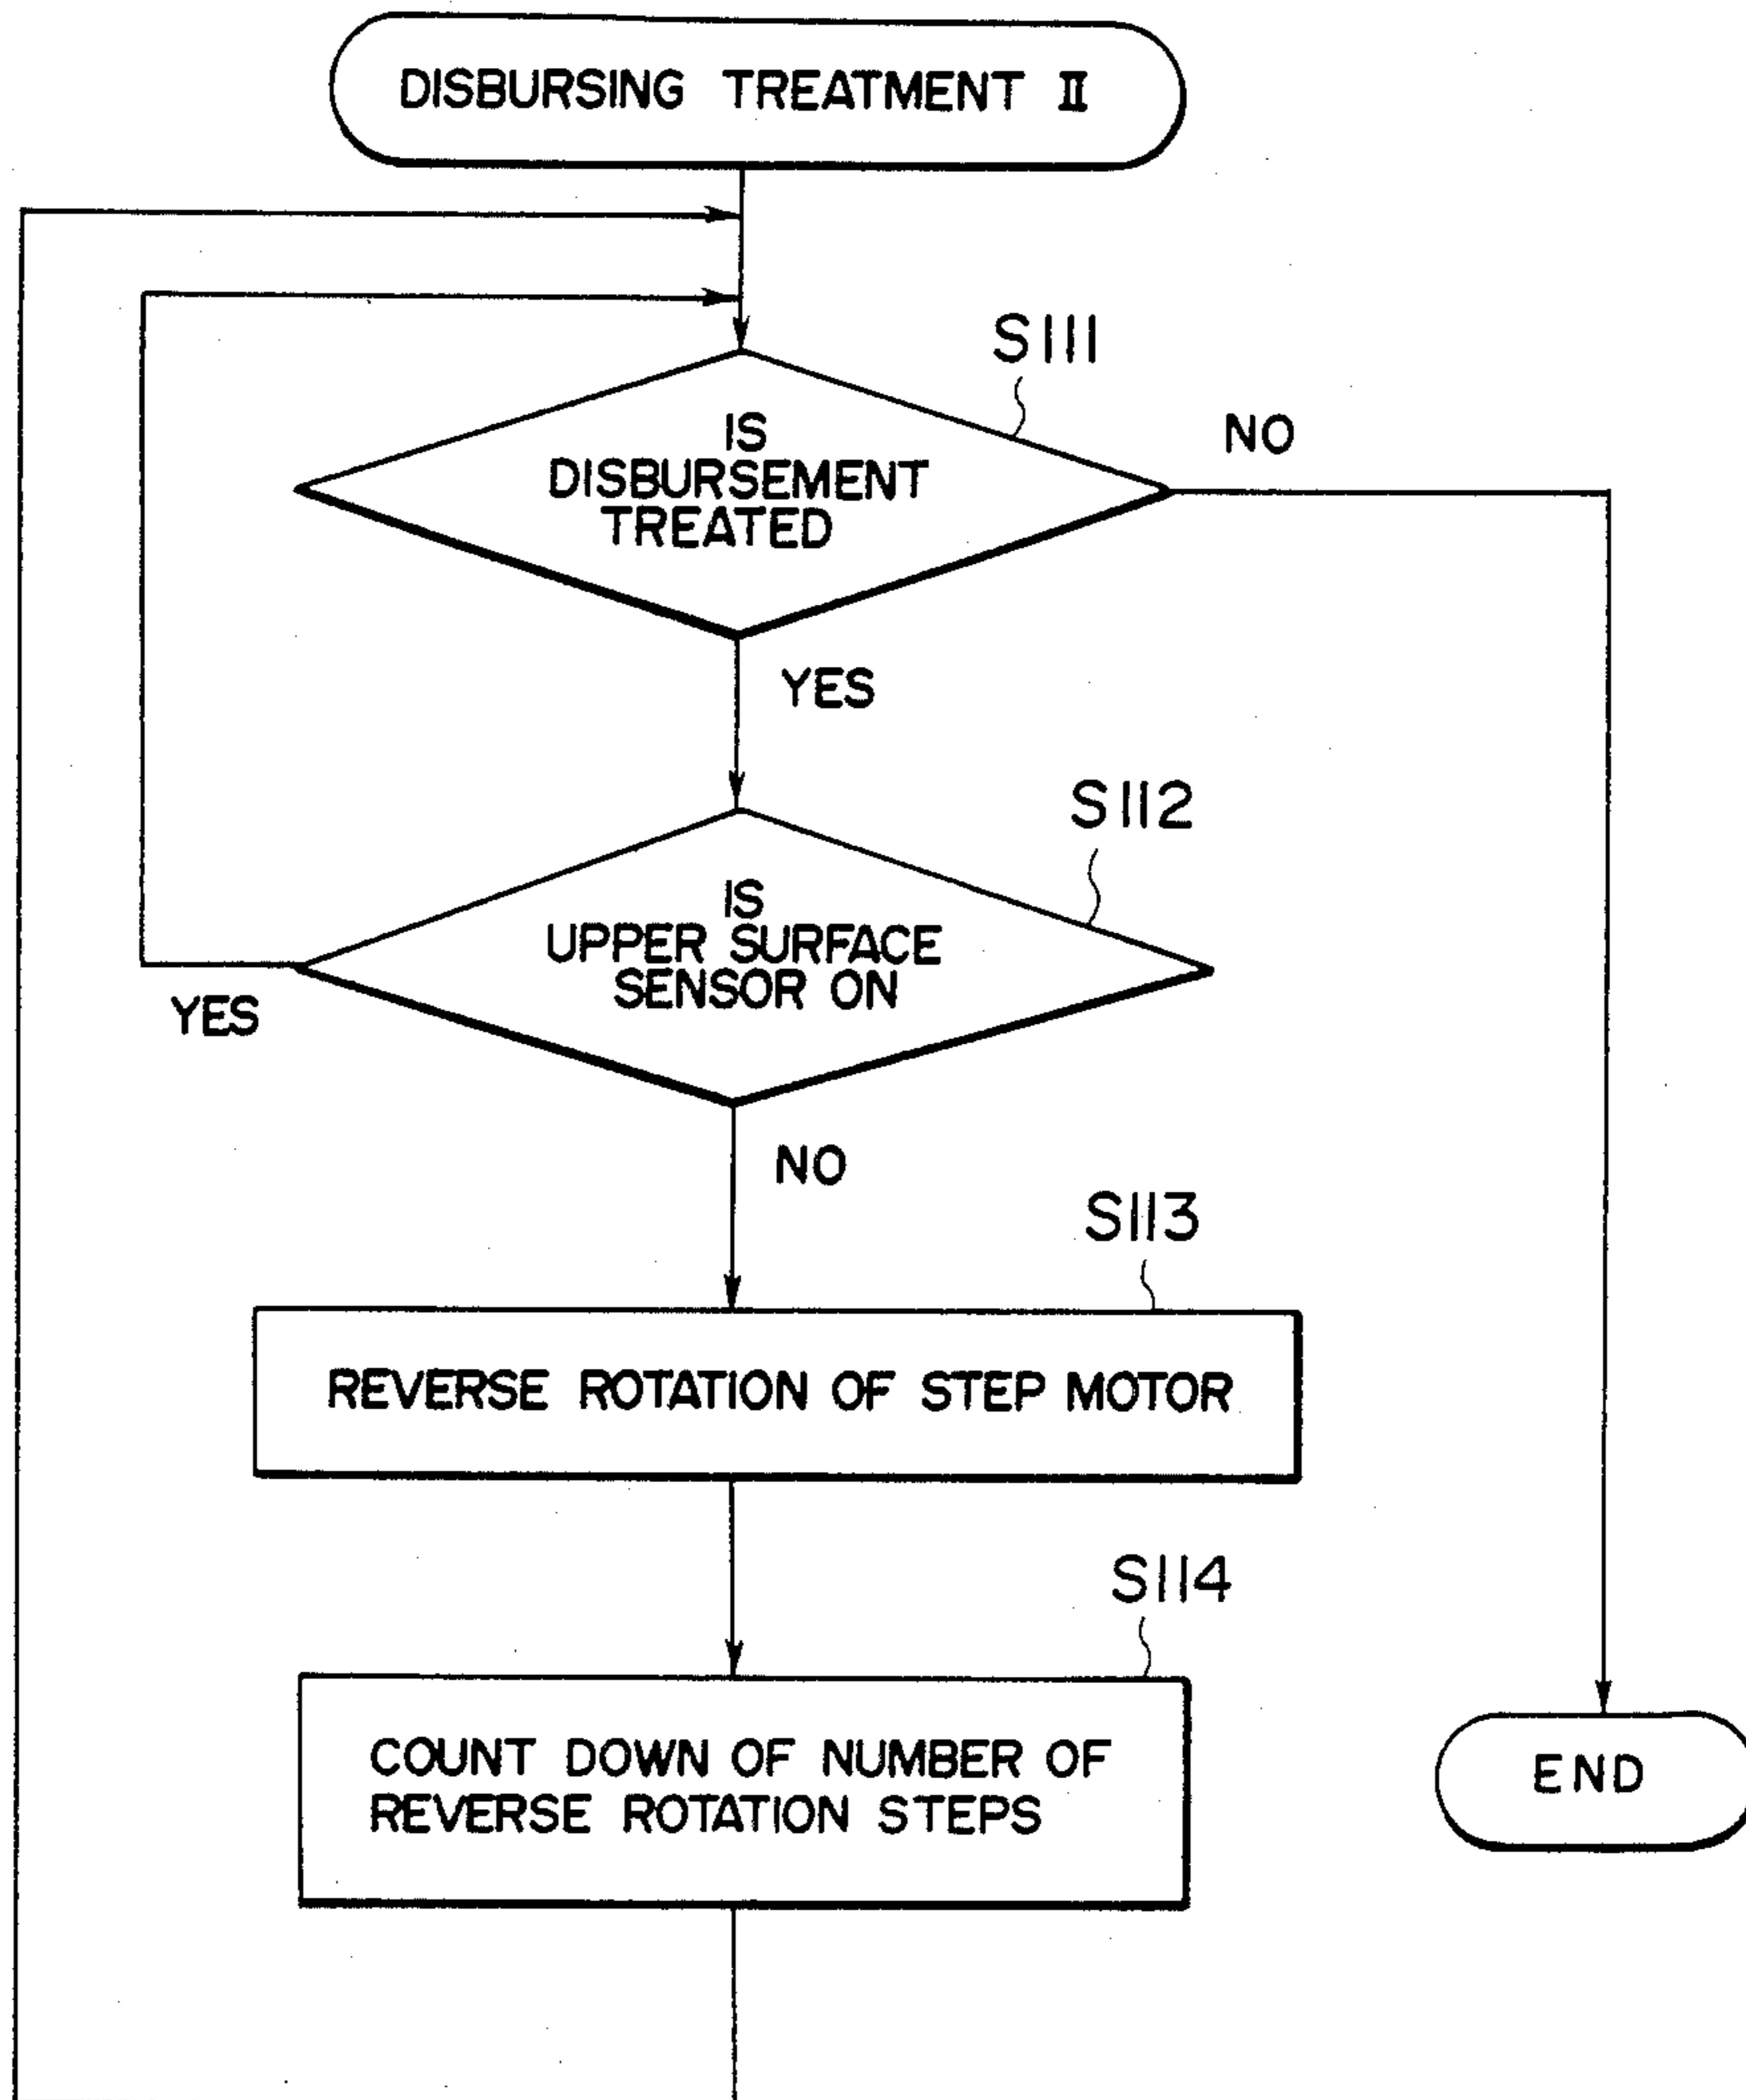 DISBURSING TREATMENT II
S111
IS
DISBURSEMENT
TREATED
NO
YES
S112
IS
UPPER SURFACE
SENSOR ON
YES
NO
S113
REVERSE ROTATION OF STEP MOTOR
S114
COUNT DOWN OF NUMBER OF
REVERSE ROTATION STEPS
END